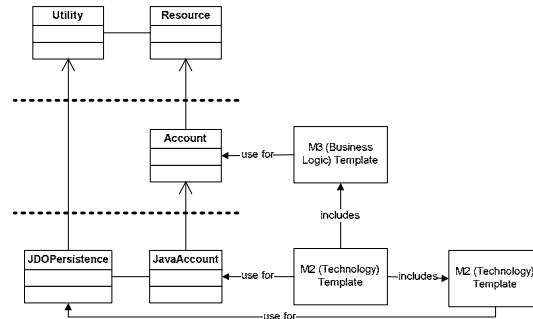 Utility
Resource
Account
use for
M3 (Business
Logic) Template
includes
JDOPersistence
JavaAccount
use for
M2 (Technology)
Template
includes
M2 (Technology)
Template
use for